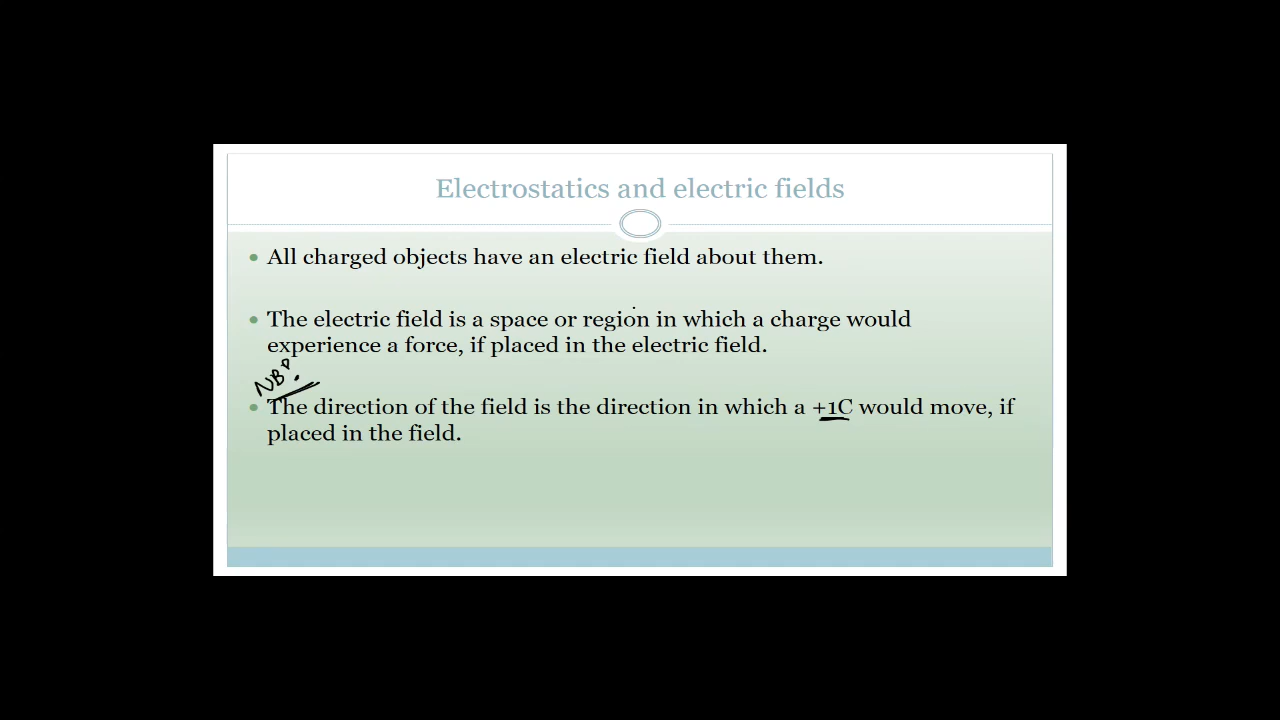 Electrostatics and electric fields
All charged objects have an electric field about them.
The electric field is a space or region in which a charge would
experience a force, if placed in the electric field.
NB!
The direction of the field is the direction in which a +1C would move, if
placed in the field.